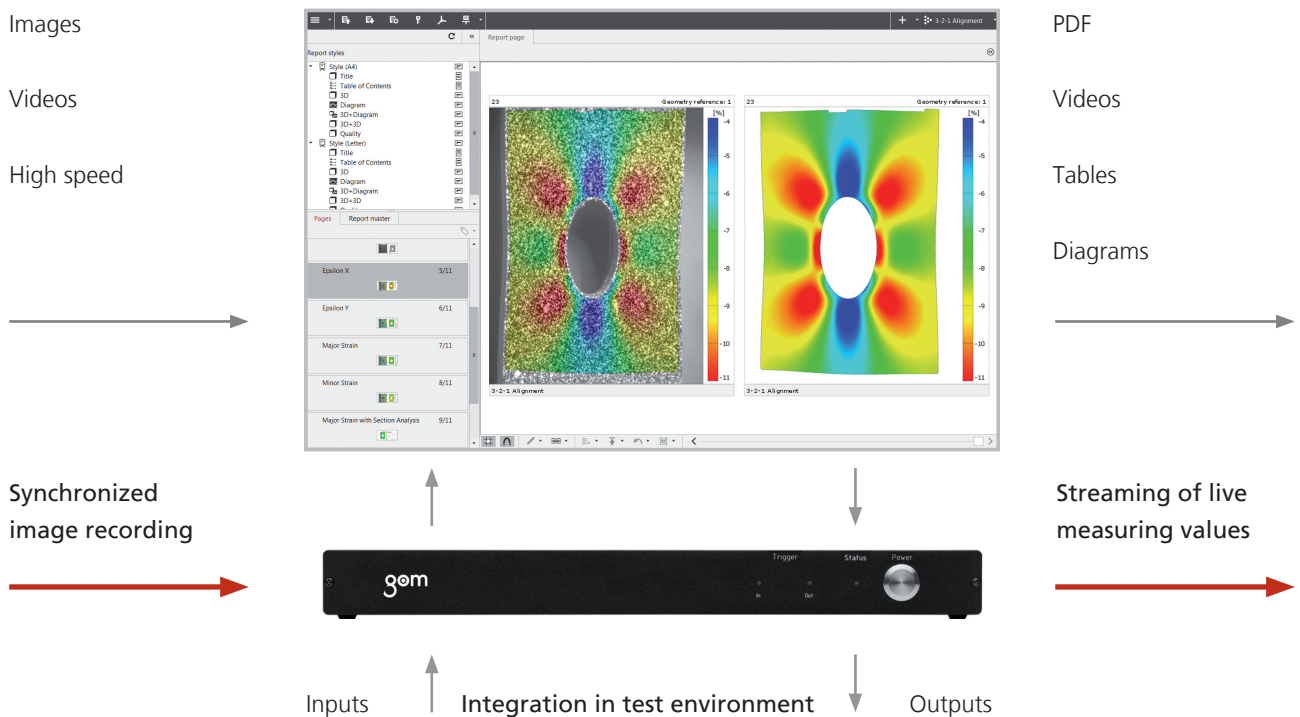 Images
Videos
High speed
3-2-1 Alignment
Report page
Report styles
Style (A4)
Title
Table of Contents
3D
Diagram
3D+Diagram
3D+3D
Quality
Style (Letter)
Title
Table of Contents
3D
Diagram
3D+Diagram
3D+3D
Pages
Report master
Epsilon X 5/11
Epsilon Y 6/11
Major Strain 7/11
Minor Strain 8/11
Major Strain with Section Analysis 9/11
23 Geometry reference: 1
[%]
-4
-5
-6
-7
-8
-9
-10
-11
3-2-1 Alignment
23 Geometry reference: 1
[%]
-4
-5
-6
-7
-8
-9
-10
-11
3-2-1 Alignment
PDF
Videos
Tables
Diagrams
Synchronized
image recording
gom
Trigger
In
Out
Status
Power
Streaming of live
measuring values
Inputs
Integration in test environment
Outputs